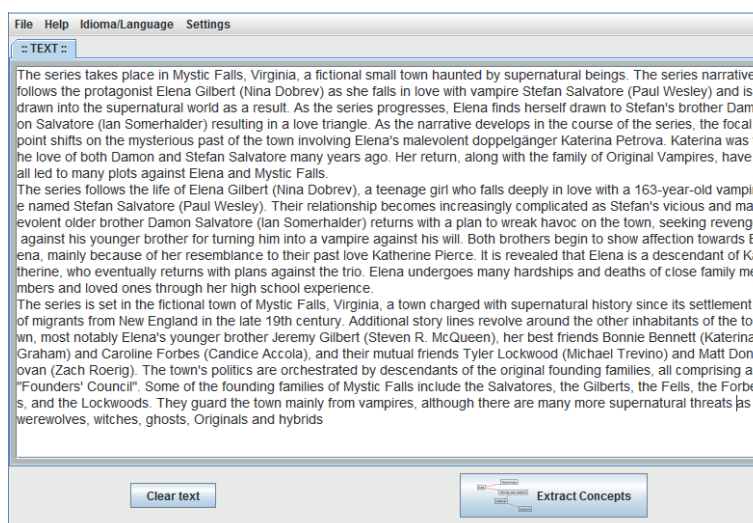 File Help Idioma/Language Settings
:: TEXT ::
The series takes place in Mystic Falls, Virginia, a fictional small town haunted by supernatural beings. The series narrative
follows the protagonist Elena Gilbert (Nina Dobrev) as she falls in love with vampire Stefan Salvatore (Paul Wesley) and is
drawn into the supernatural world as a result. As the series progresses, Elena finds herself drawn to Stefan's brother Dam
on Salvatore (Ian Somerhalder) resulting in a love triangle. As the narrative develops in the course of the series, the focal
point shifts on the mysterious past of the town involving Elena's malevolent doppelgänger Katerina Petrova. Katerina was
he love of both Damon and Stefan Salvatore many years ago. Her return, along with the family of Original Vampires, have
all led to many plots against Elena and Mystic Falls.
The series follows the life of Elena Gilbert (Nina Dobrev), a teenage girl who falls deeply in love with a 163-year-old vampi
e named Stefan Salvatore (Paul Wesley). Their relationship becomes increasingly complicated as Stefan's vicious and ma
evolent older brother Damon Salvatore (Ian Somerhalder) returns with a plan to wreak havoc on the town, seeking reveng
against his younger brother for turning him into a vampire against his will. Both brothers begin to show affection towards E
ena, mainly because of her resemblance to their past love Katherine Pierce. It is revealed that Elena is a descendant of K
therine, who eventually returns with plans against the trio. Elena undergoes many hardships and deaths of close family me
mbers and loved ones through her high school experience.
The series is set in the fictional town of Mystic Falls, Virginia, a town charged with supernatural history since its settlement
of migrants from New England in the late 19th century. Additional story lines revolve around the other inhabitants of the to
wn, most notably Elena's younger brother Jeremy Gilbert (Steven R. McQueen), her best friends Bonnie Bennett (Katerina
Graham) and Caroline Forbes (Candice Accola), and their mutual friends Tyler Lockwood (Michael Trevino) and Matt Don
ovan (Zach Roerig). The town's politics are orchestrated by descendants of the original founding families, all comprising a
"Founders' Council". Some of the founding families of Mystic Falls include the Salvatores, the Gilberts, the Fells, the Forbe
s, and the Lockwoods. They guard the town mainly from vampires, although there are many more supernatural threats as
werewolves, witches, ghosts, Originals and hybrids
Clear text
Extract Concepts